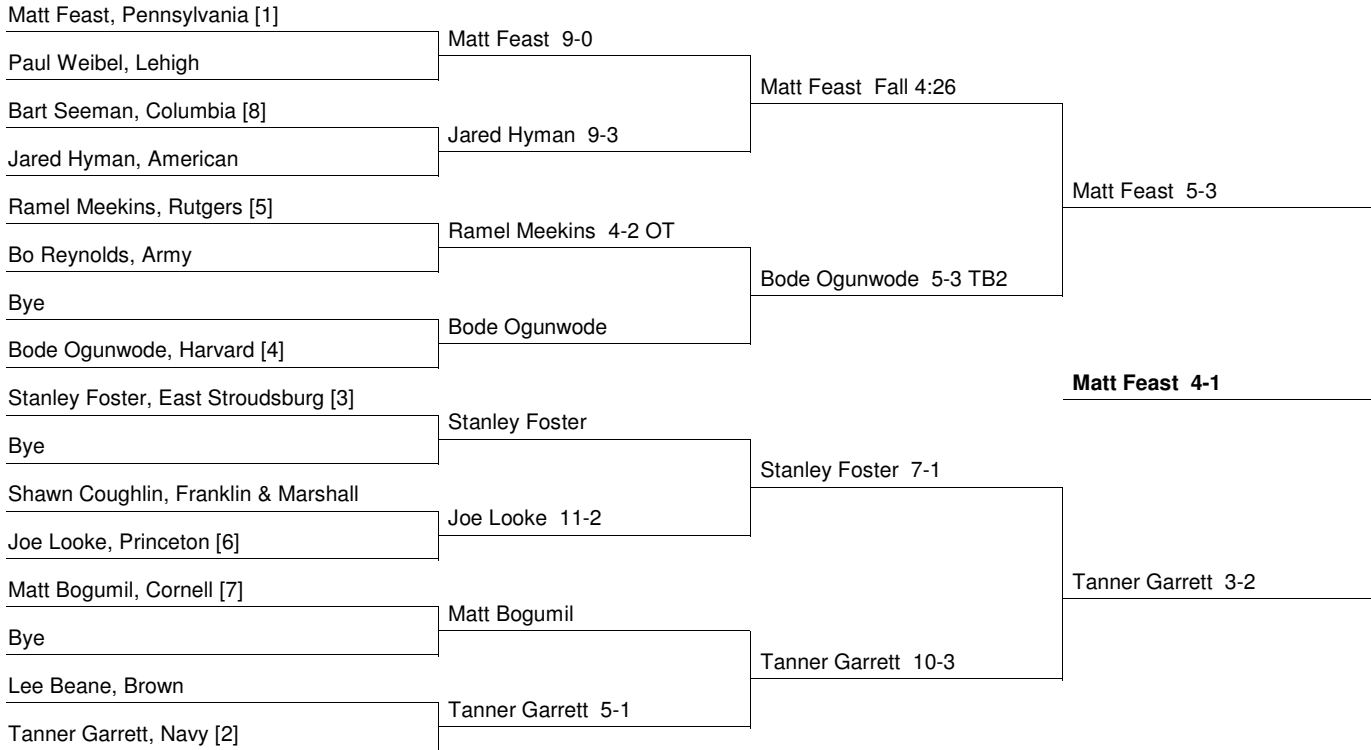 Matt Feast, Pennsylvania [1]
Paul Weibel, Lehigh
Bart Seeman, Columbia [8]
Jared Hyman, American
Ramel Meekins, Rutgers [5]
Bo Reynolds, Army
Bye
Bode Ogunwode, Harvard [4]
Stanley Foster, East Stroudsburg [3]
Bye
Shawn Coughlin, Franklin & Marshall
Joe Looke, Princeton [6]
Matt Bogumil, Cornell [7]
Bye
Lee Beane, Brown
Tanner Garrett, Navy [2]
Matt Feast 9-0
Jared Hyman 9-3
Ramel Meekins 4-2 OT
Bode Ogunwode
Stanley Foster
Joe Looke 11-2
Matt Bogumil
Tanner Garrett 5-1
Matt Feast Fall 4:26
Bode Ogunwode 5-3 TB2
Stanley Foster 7-1
Tanner Garrett 10-3
Matt Feast 5-3
Matt Feast 4-1
Tanner Garrett 3-2